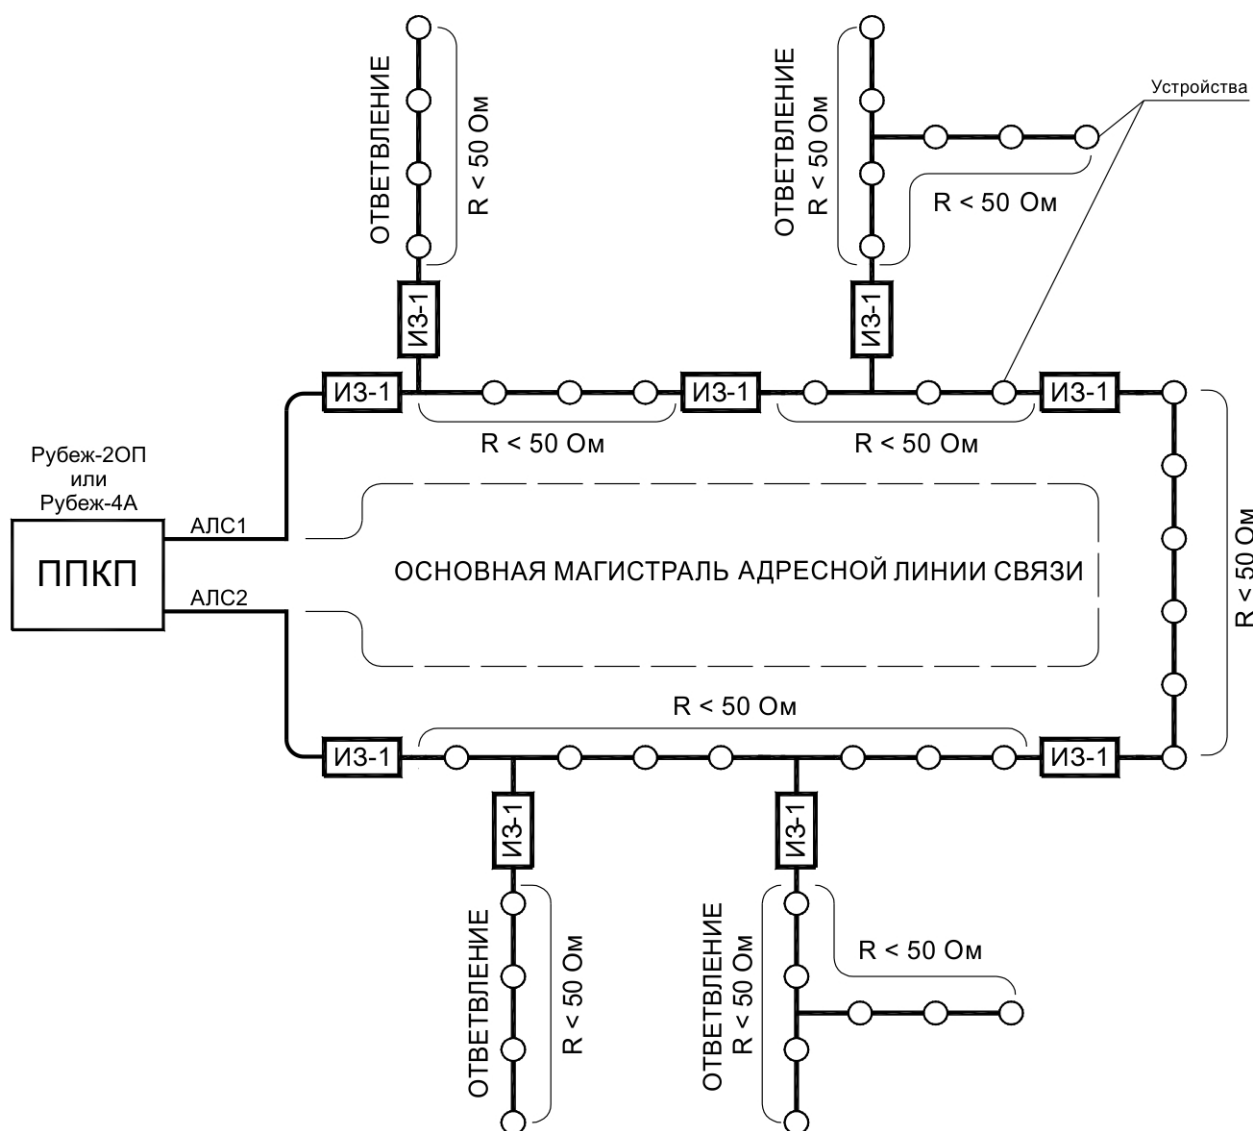 ОТВЕТВЛЕНИЕ
R < 50 Ом
ИЗ-1
ОТВЕТВЛЕНИЕ
R < 50 Ом
R < 50 Ом
ИЗ-1
Устройства
ИЗ-1
ИЗ-1
ИЗ-1
R < 50 Ом
R < 50 Ом
Рубеж-2ОП
или
Рубеж-4А
ППКП
АЛС1
АЛС2
ОСНОВНАЯ МАГИСТРАЛЬ АДРЕСНОЙ ЛИНИИ СВЯЗИ
R < 50 Ом
R < 50 Ом
ИЗ-1
ИЗ-1
ИЗ-1
ИЗ-1
ОТВЕТВЛЕНИЕ
R < 50 Ом
ОТВЕТВЛЕНИЕ
R < 50 Ом
R < 50 Ом